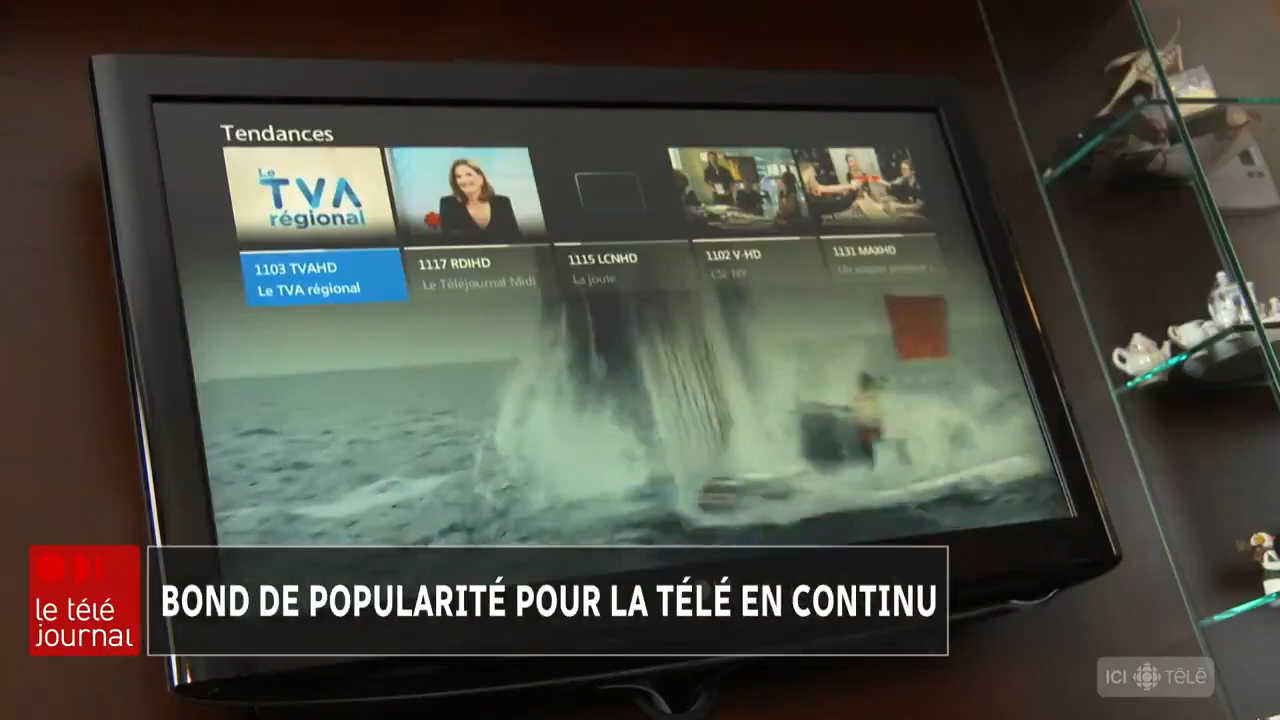 Tendances
Le
TVA
régional
1103 TVAHD
Le TVA régional
1117 RDIHD
Le Téléjournal Midi
1115 LCNHD
La joute
1102 V-HD
CSI: NY
1131 MAXHD
le télé
journal
BOND DE POPULARITÉ POUR LA TÉLÉ EN CONTINU
ICI TÉLÉ